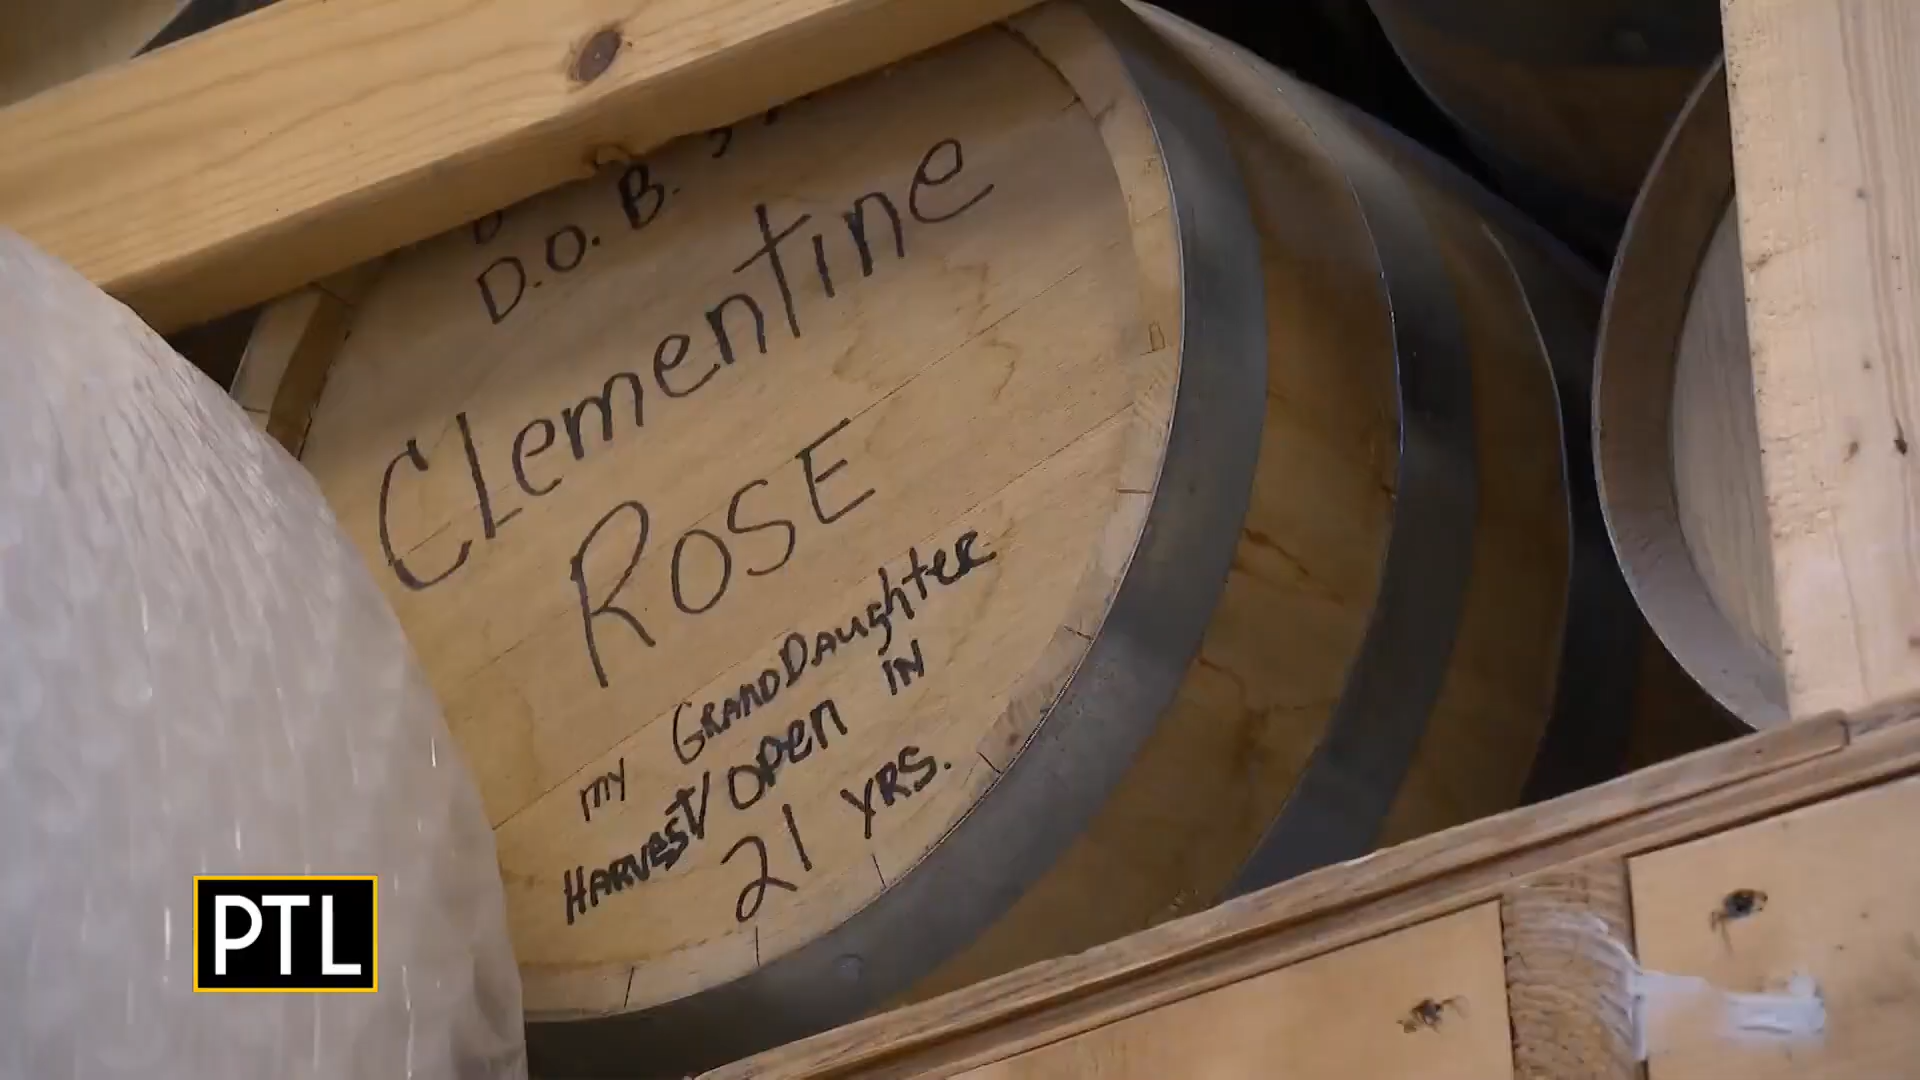 D.O.B.
Clementine
ROSE
my GRANDDaughter
HARVEST/Open IN
21 YRS.
PTL